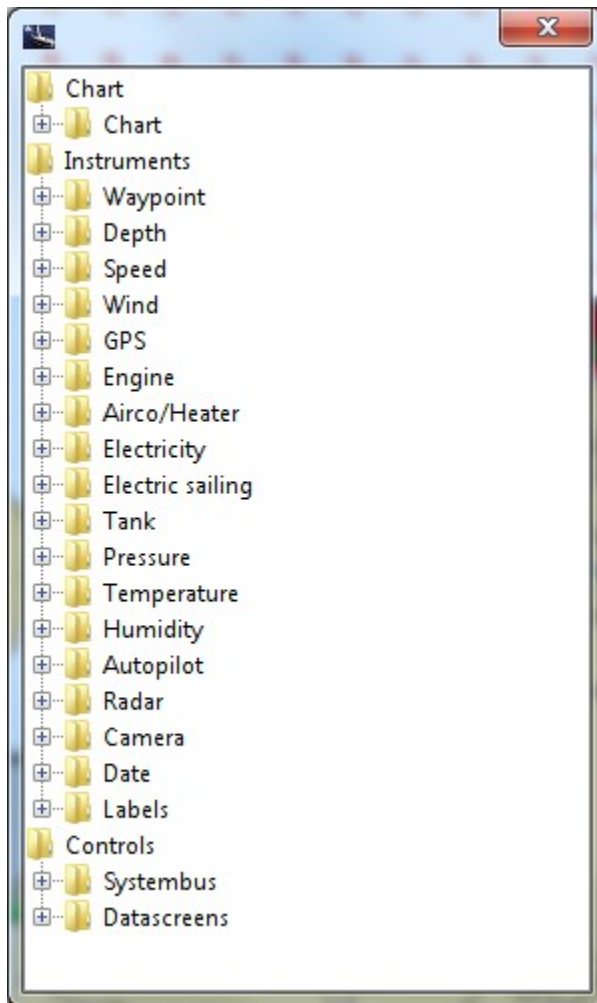 Chart
Chart
Instruments
Waypoint
Depth
Speed
Wind
GPS
Engine
Airco/Heater
Electricity
Electric sailing
Tank
Pressure
Temperature
Humidity
Autopilot
Radar
Camera
Date
Labels
Controls
Systembus
Datascreens